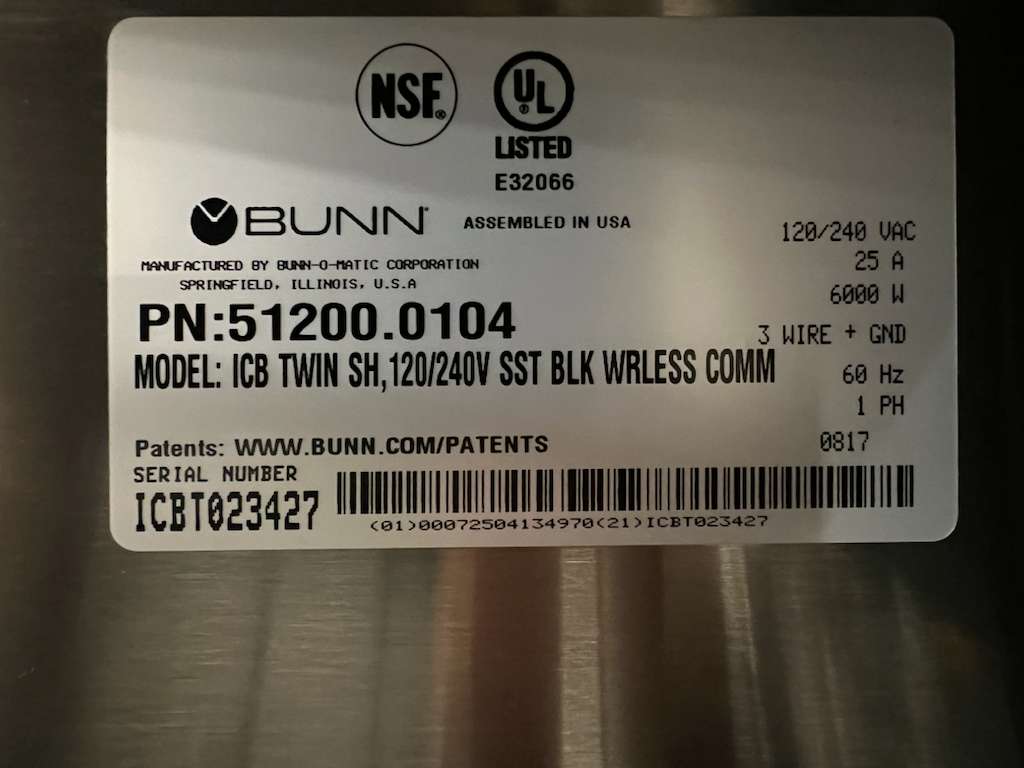 NSF®
UL®
LISTED
E32066
BUNN®
ASSEMBLED IN USA
MANUFACTURED BY BUNN-O-MATIC CORPORATION
SPRINGFIELD, ILLINOIS, U.S.A
PN:51200.0104
MODEL: ICB TWIN SH,120/240V SST BLK WRLESS COMM
120/240 VAC
25 A
6000 W
3 WIRE + GND
60 Hz
1 PH
0817
Patents: WWW.BUNN.COM/PATENTS
SERIAL NUMBER
ICBT023427
(01)00072504134970(21)ICBT023427